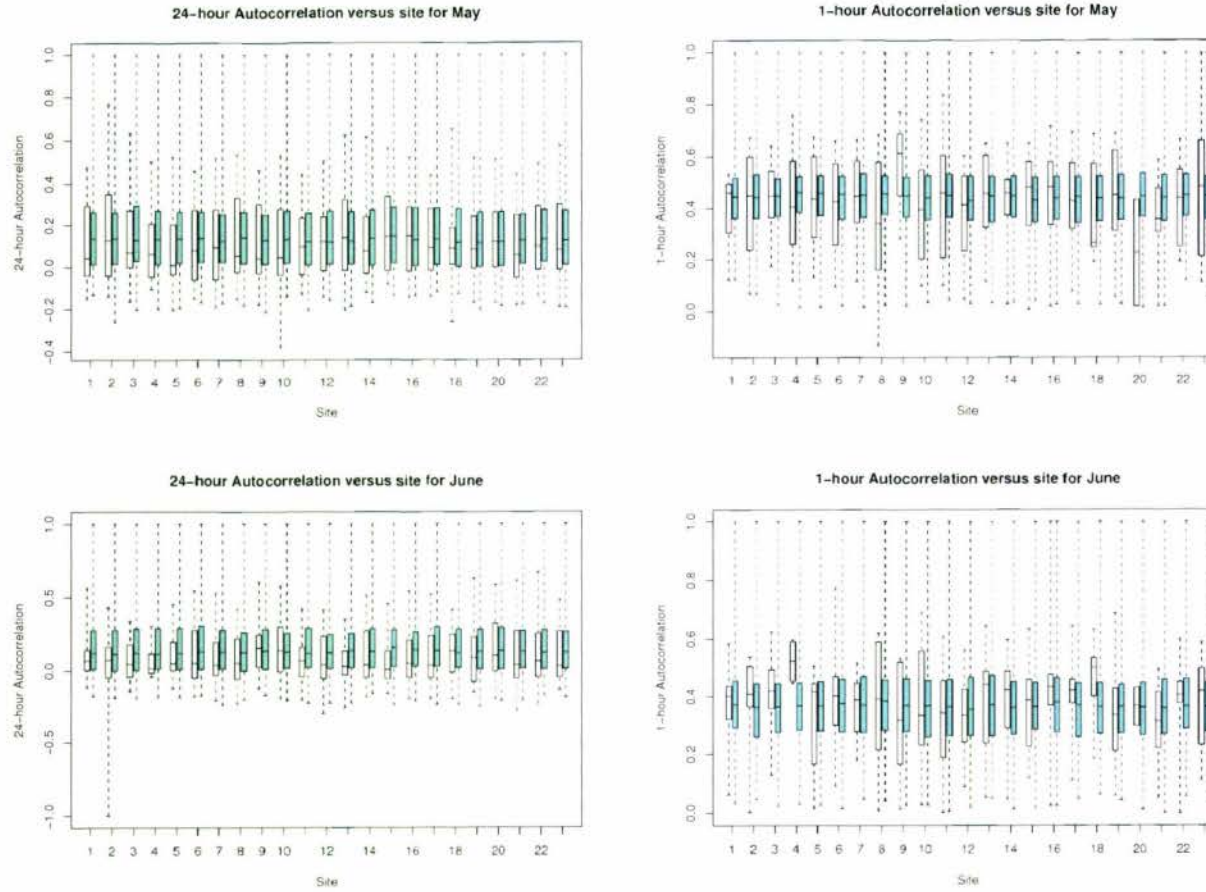 24-hour Autocorrelation versus site for May
24-hour Autocorrelation
1.0
0.8
0.6
0.4
0.2
0.0
-0.2
-0.4
1 2 3 4 5 6 7 8 9 10 12 14 16 18 20 22
Site
1-hour Autocorrelation versus site for May
1-hour Autocorrelation
1.0
0.8
0.6
0.4
0.2
0.0
1 2 3 4 5 6 7 8 9 10 12 14 16 18 20 22
Site
24-hour Autocorrelation versus site for June
24-hour Autocorrelation
1.0
0.5
0.0
-0.5
-1.0
1 2 3 4 5 6 7 8 9 10 12 14 16 18 20 22
Site
1-hour Autocorrelation versus site for June
1-hour Autocorrelation
1.0
0.8
0.6
0.4
0.2
0.0
1 2 3 4 5 6 7 8 9 10 12 14 16 18 20 22
Site